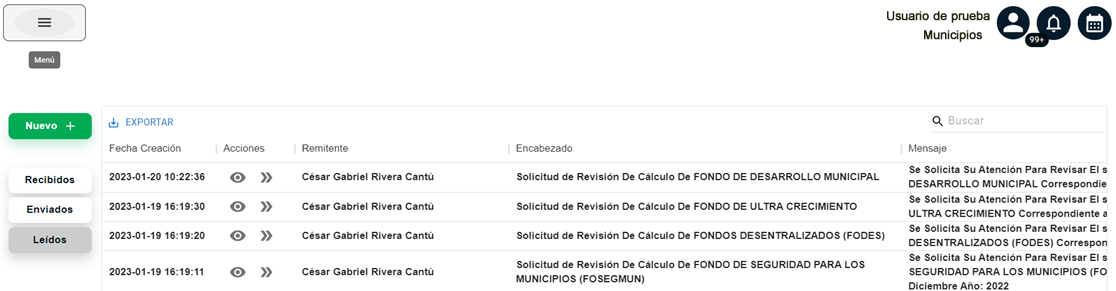 Usuario de prueba
Municipios
99+
Menú
Nuevo +
EXPORTAR
Buscar
Fecha Creación Acciones Remitente Encabezado Mensaje
Recibidos
Enviados
Leídos
2023-01-20 10:22:36 César Gabriel Rivera Cantú Solicitud de Revisión De Cálculo De FONDO DE DESARROLLO MUNICIPAL Se Solicita Su Atención Para Revisar El s
DESARROLLO MUNICIPAL Correspondie
2023-01-19 16:19:30 César Gabriel Rivera Cantú Solicitud de Revisión De Cálculo De FONDO DE ULTRA CRECIMIENTO Se Solicita Su Atención Para Revisar El s
ULTRA CRECIMIENTO Correspondiente a
2023-01-19 16:19:20 César Gabriel Rivera Cantú Solicitud de Revisión De Cálculo De FONDOS DESENTRALIZADOS (FODES) Se Solicita Su Atención Para Revisar El s
DESENTRALIZADOS (FODES) Correspon
2023-01-19 16:19:11 César Gabriel Rivera Cantú Solicitud de Revisión De Cálculo De FONDO DE SEGURIDAD PARA LOS
MUNICIPIOS (FOSEGMUN)
Se Solicita Su Atención Para Revisar El s
SEGURIDAD PARA LOS MUNICIPIOS (FO
Diciembre Año: 2022